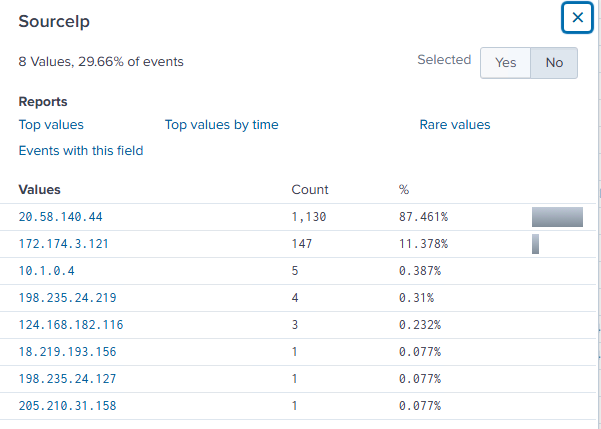 SourceIp
8 Values, 29.66% of events
Selected Yes No
Reports
Top values Top values by time Rare values
Events with this field
Values Count %
20.58.140.44 1,130 87.461%
172.174.3.121 147 11.378%
10.1.0.4 5 0.387%
198.235.24.219 4 0.31%
124.168.182.116 3 0.232%
18.219.193.156 1 0.077%
198.235.24.127 1 0.077%
205.210.31.158 1 0.077%